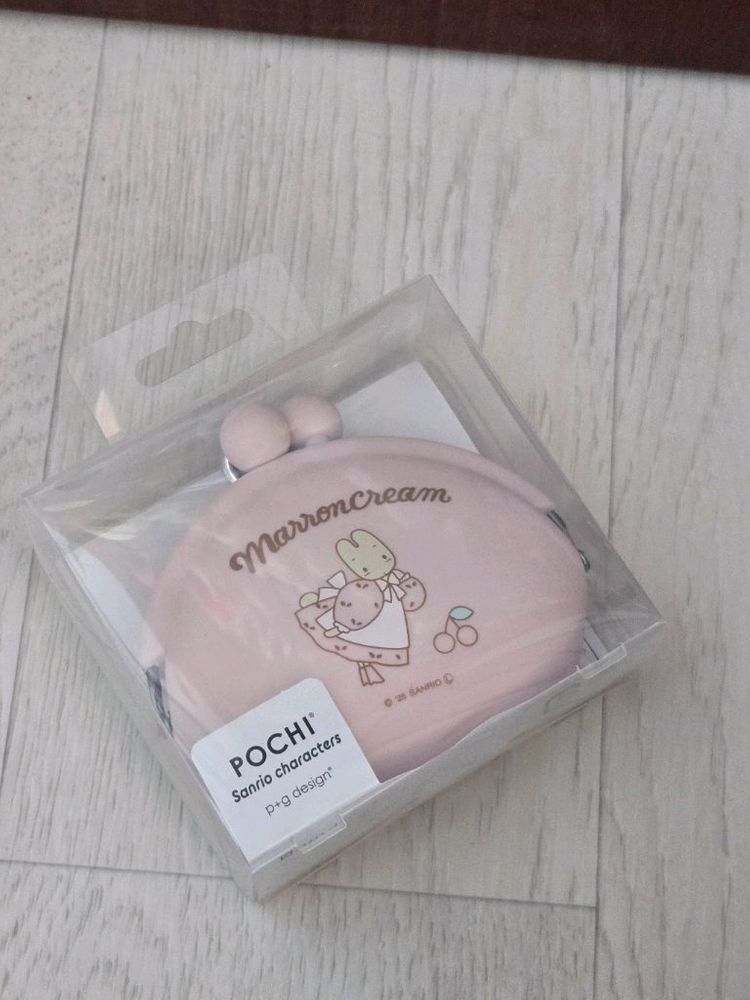 Marroncream
© '25 SANRIO Ⓛ
POCHI®
Sanrio characters
p+g design®